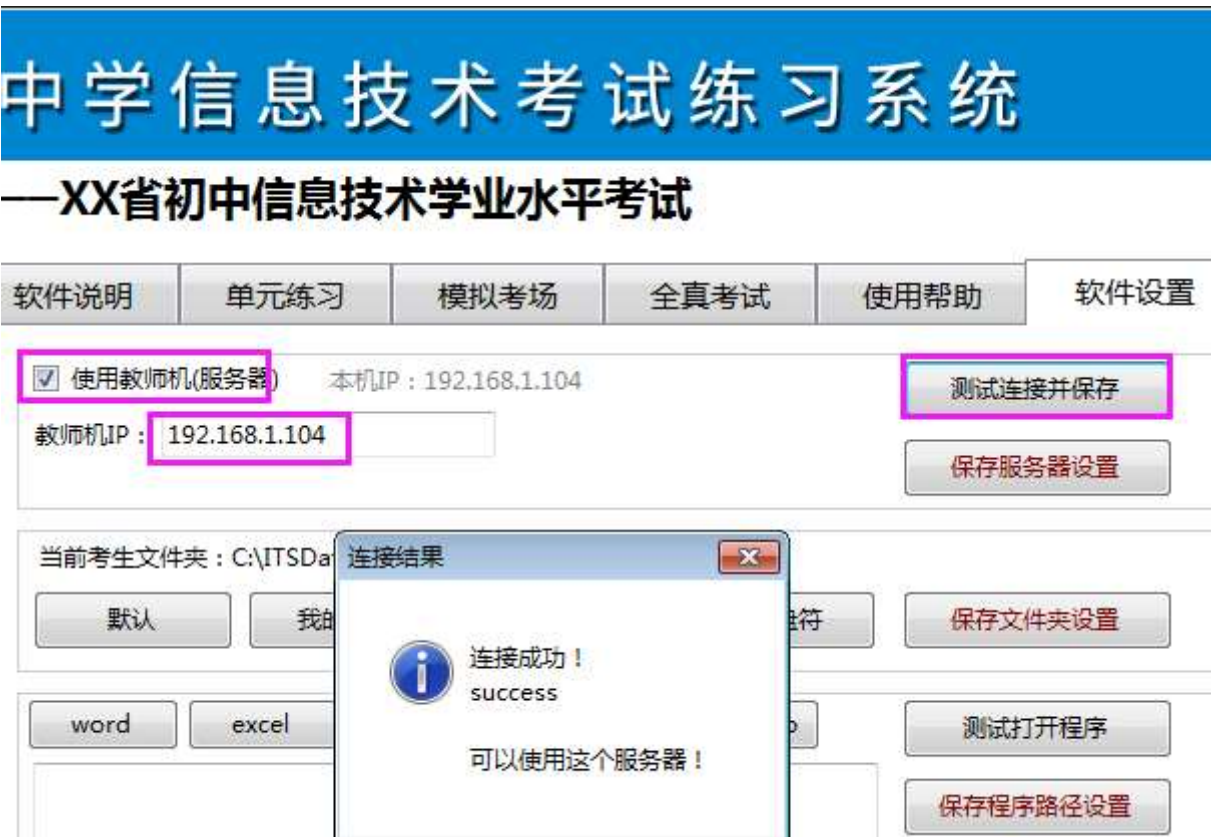 中学信息技术考试练习系统
——XX省初中信息技术学业水平考试
软件说明 单元练习 模拟考场 全真考试 使用帮助 软件设置
使用教师机(服务器) 本机IP：192.168.1.104 测试连接并保存
教师机IP： 192.168.1.104
保存服务器设置
当前考生文件夹：C:\ITSDa
连接结果
默认 我的 符 保存文件夹设置
连接成功！
success
word excel 测试打开程序
可以使用这个服务器！
保存程序路径设置